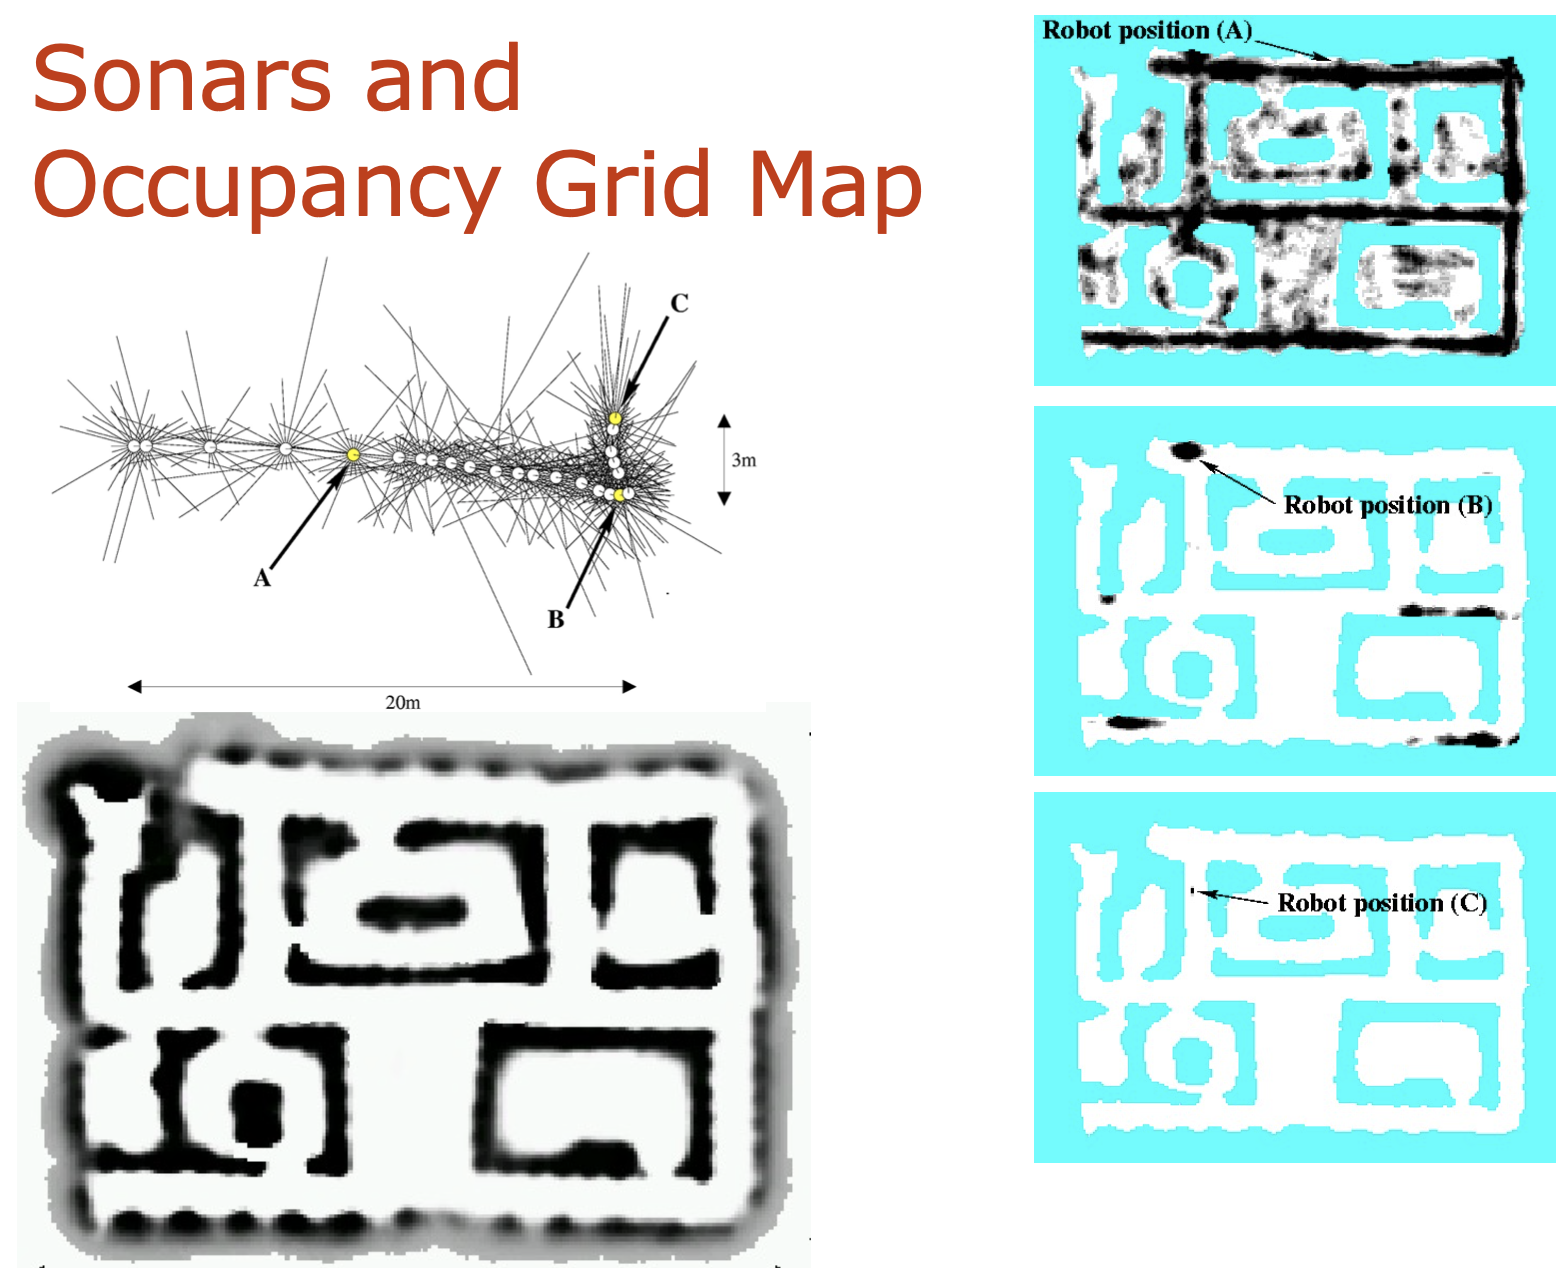 Sonars and
Occupancy Grid Map
C
3m
A
B
20m
Robot position (A)
Robot position (B)
Robot position (C)